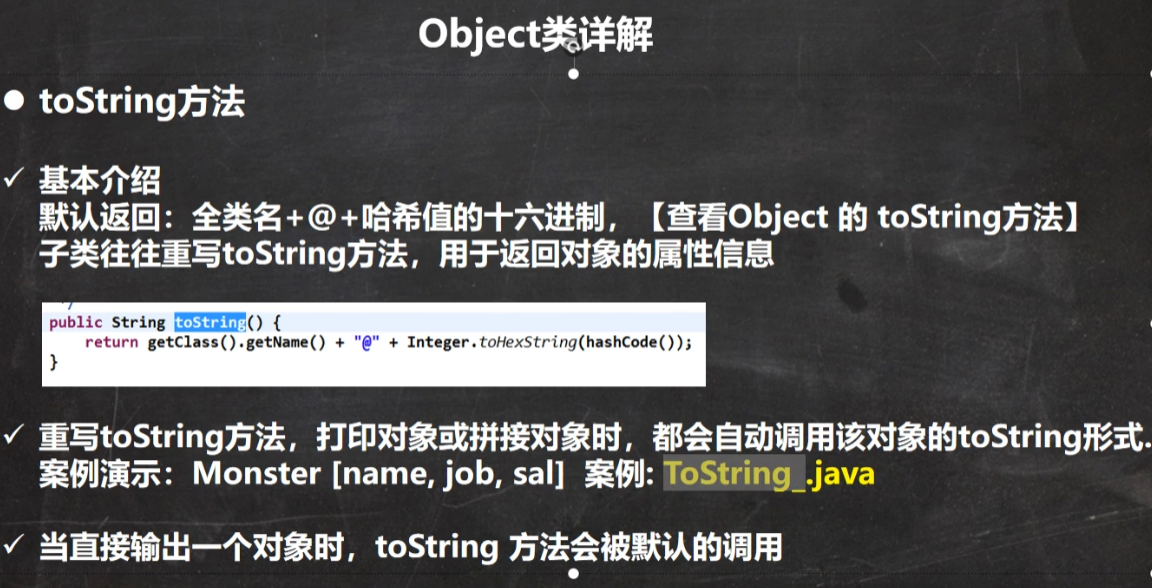 Object类详解
toString方法
基本介绍
默认返回：全类名+@+哈希值的十六进制，【查看Object 的 toString方法】
子类往往重写toString方法，用于返回对象的属性信息
*/
public String toString() {
return getClass().getName() + "@" + Integer.toHexString(hashCode());
}
重写toString方法，打印对象或拼接对象时，都会自动调用该对象的toString形式.
案例演示：Monster [name, job, sal] 案例: ToString_.java
当直接输出一个对象时，toString 方法会被默认的调用